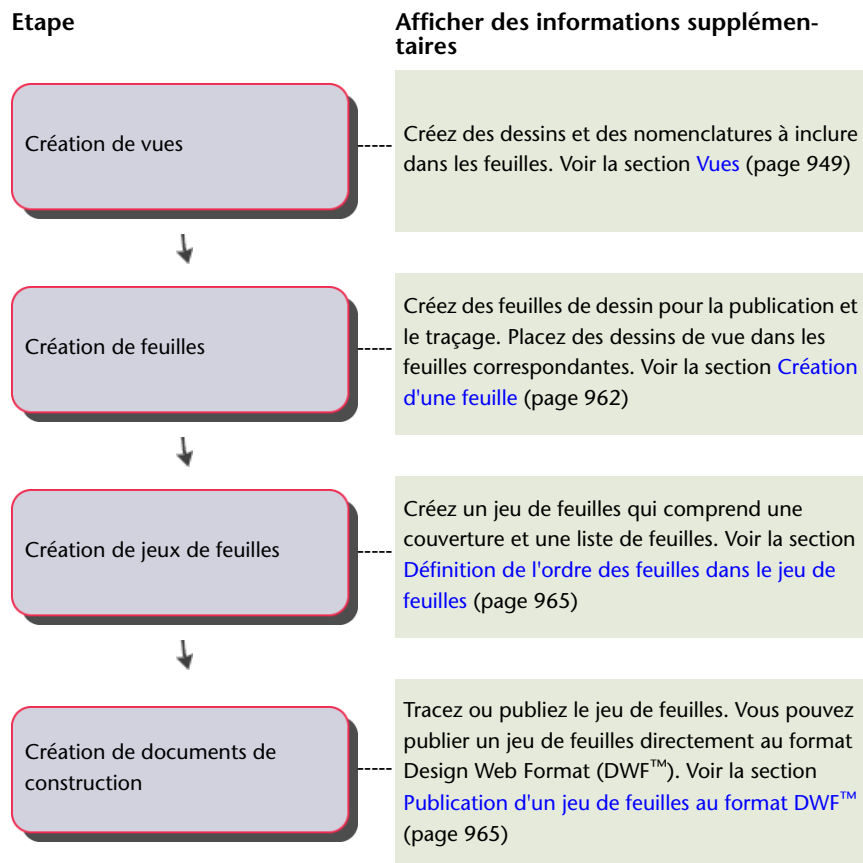 Etape
Afficher des informations supplémen-
taires
Création de vues
Créez des dessins et des nomenclatures à inclure
dans les feuilles. Voir la section Vues (page 949)
Création de feuilles
Créez des feuilles de dessin pour la publication et
le traçage. Placez des dessins de vue dans les
feuilles correspondantes. Voir la section Création
d'une feuille (page 962)
Création de jeux de feuilles
Créez un jeu de feuilles qui comprend une
couverture et une liste de feuilles. Voir la section
Définition de l'ordre des feuilles dans le jeu de
feuilles (page 965)
Création de documents de
construction
Tracez ou publiez le jeu de feuilles. Vous pouvez
publier un jeu de feuilles directement au format
Design Web Format (DWF™). Voir la section
Publication d'un jeu de feuilles au format DWF™
(page 965)